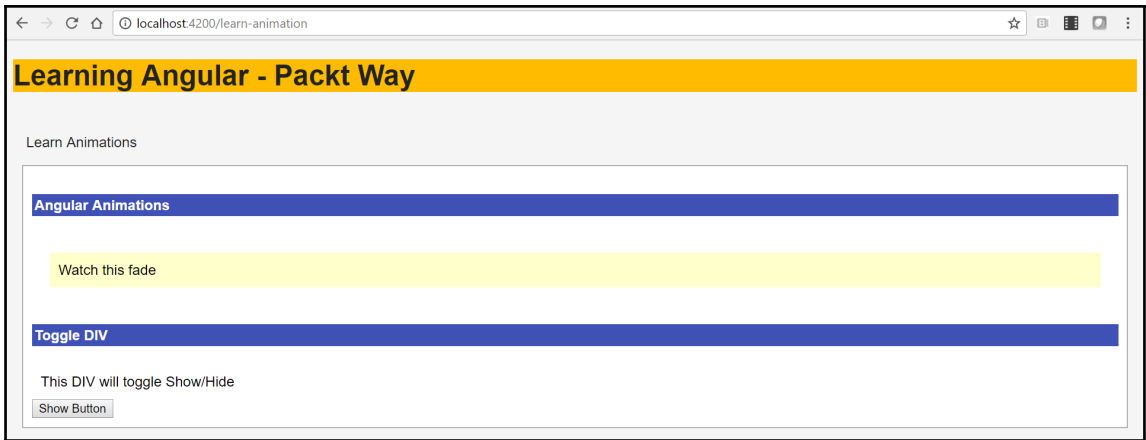 localhost:4200/learn-animation
Learning Angular - Packt Way
Learn Animations
Angular Animations
Watch this fade
Toggle DIV
This DIV will toggle Show/Hide
Show Button